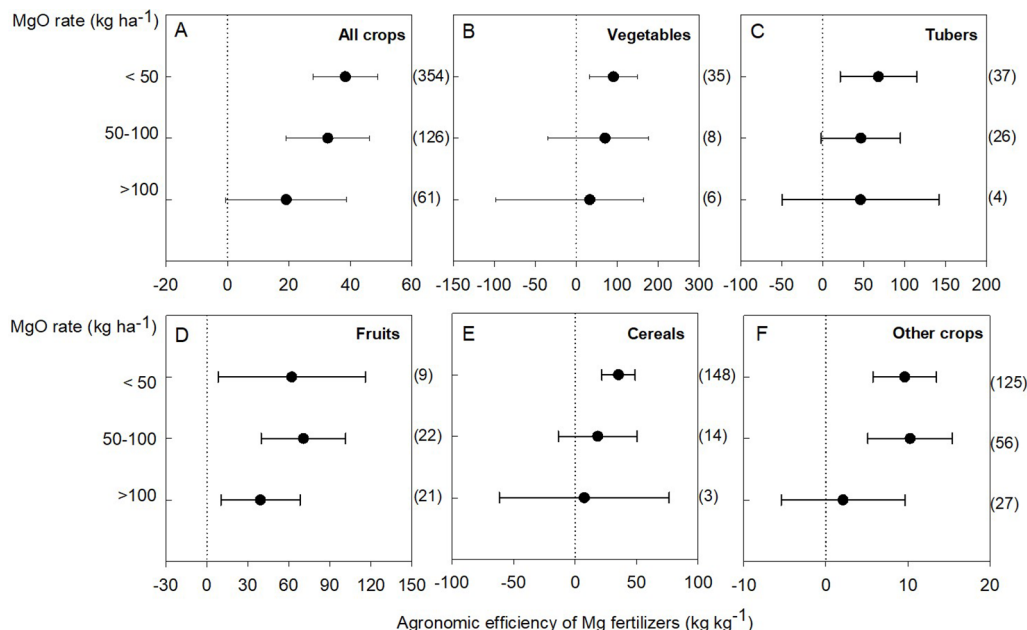 MgO rate (kg ha-1)
A All crops
B Vegetables
C Tubers
< 50 (354) (35) (37)
50-100 (126) (8) (26)
>100 (61) (6) (4)
-20 0 20 40 60
-150 -100 -50 0 50 100 150 200 300
-100 -50 0 50 100 150 200
MgO rate (kg ha-1)
D Fruits
E Cereals
F Other crops
< 50 (9) (148) (125)
50-100 (22) (14) (56)
>100 (21) (3) (27)
-30 0 30 60 90 120 150
-100 -50 0 50 100
-10 0 10 20
Agronomic efficiency of Mg fertilizers (kg kg-1)